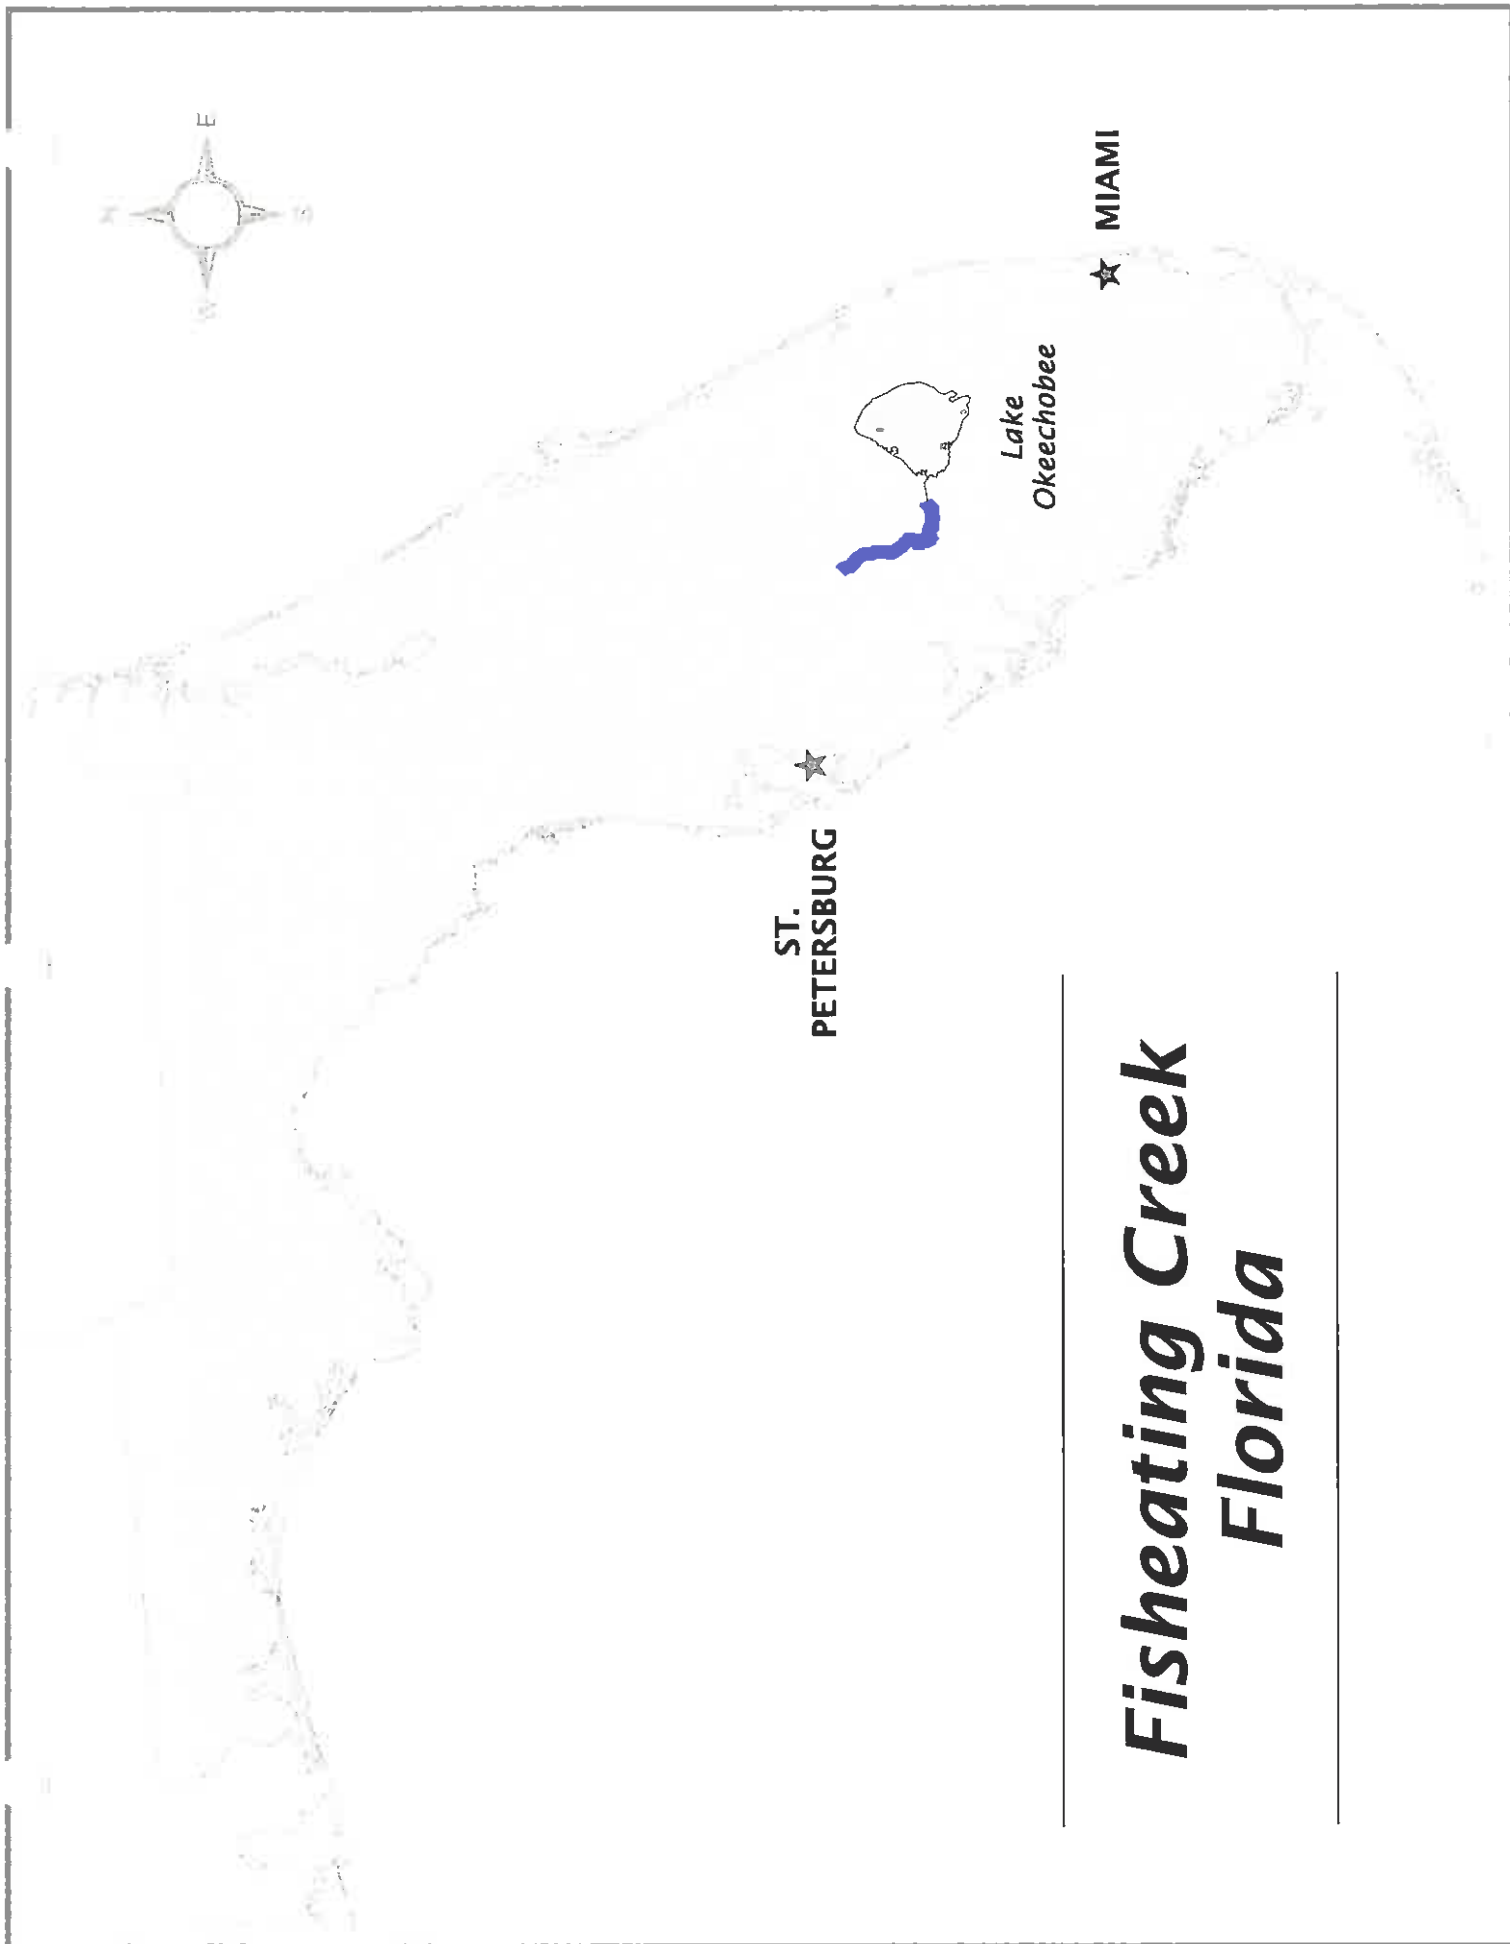 N
W E
S
ST.
PETERSBURG
Lake
Okeechobee
MIAMI
Fisheating Creek
Florida